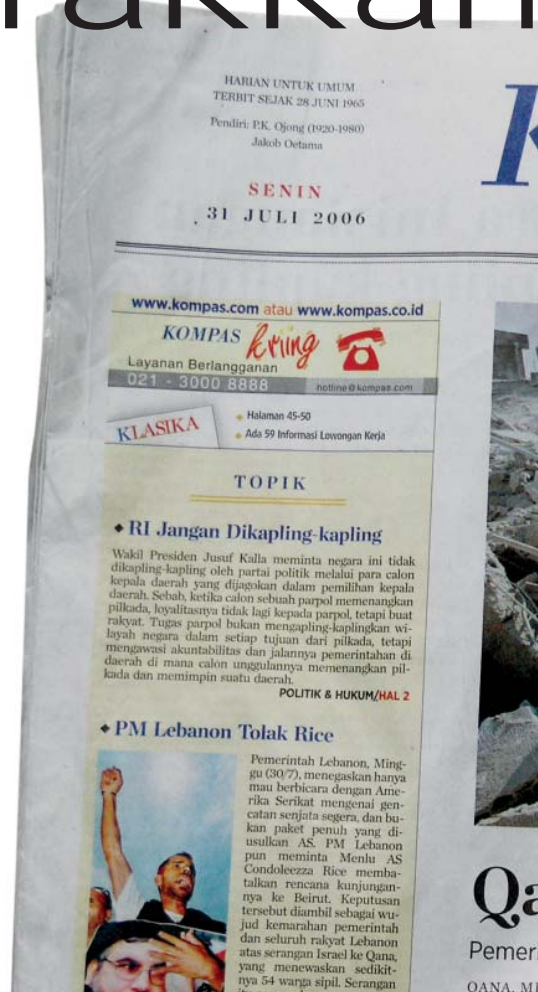 HARIAN UNTUK UMUM
TERBIT SEJAK 28 JUNI 1965
Pendiri: P.K. Ojong (1920-1980)
Jakob Oetama
SENIN
31 JULI 2006
www.kompas.com atau www.kompas.co.id
KOMPAS kriing
Layanan Berlangganan
021 - 3000 8888
hotline@kompas.com
KLASIKA
Halaman 45-50
Ada 59 Informasi Lowongan Kerja
TOPIK
RI Jangan Dikapling-kapling
Wakil Presiden Jusuf Kalla meminta negara ini tidak
dikapling-kapling oleh partai politik melalui para calon
kepala daerah yang dijagokan dalam pemilihan kepala
daerah. Sebab, ketika calon sebuah parpol memenangkan
pilkada, loyalitasnya tidak lagi kepada parpol, tetapi buat
rakyat. Tugas parpol bukan mengapling-kaplingkan wi-
layah negara dalam setiap tujuan dari pilkada, tetapi
mengawasi akuntabilitas dan jalannya pemerintahan di
daerah di mana calon unggulannya memenangkan pil-
kada dan memimpin suatu daerah.
POLITIK & HUKUM/HAL 2
PM Lebanon Tolak Rice
Pemerintah Lebanon, Ming-
gu (30/7), menegaskan hanya
mau berbicara dengan Ame-
rika Serikat mengenai gen-
catan senjata segera, dan bu-
kan paket penuh yang di-
usulkan AS. PM Lebanon
pun meminta Menlu AS
Condoleezza Rice memba-
talkan rencana kunjungan-
nya ke Beirut. Keputusan
tersebut diambil sebagai wu-
jud kemarahan pemerintah
dan seluruh rakyat Lebanon
atas serangan Israel ke Qana,
yang menewaskan sedikit-
nya 54 warga sipil. Serangan
Qa
Pemer
QANA, MI